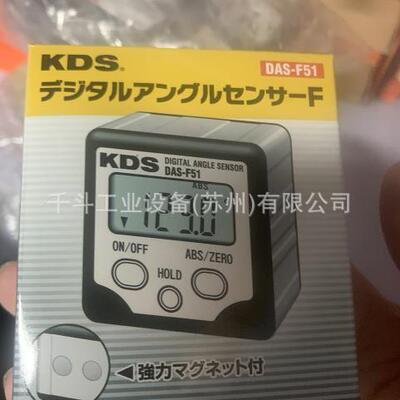 KDS®
DAS-F51
デジタルアングルセンサーF
KDS DIGITAL ANGLE SENSOR
DAS-F51
ABS
千斗工业设备(苏州)有限公司
ON/OFF
ABS/ZERO
HOLD
強力マグネット付